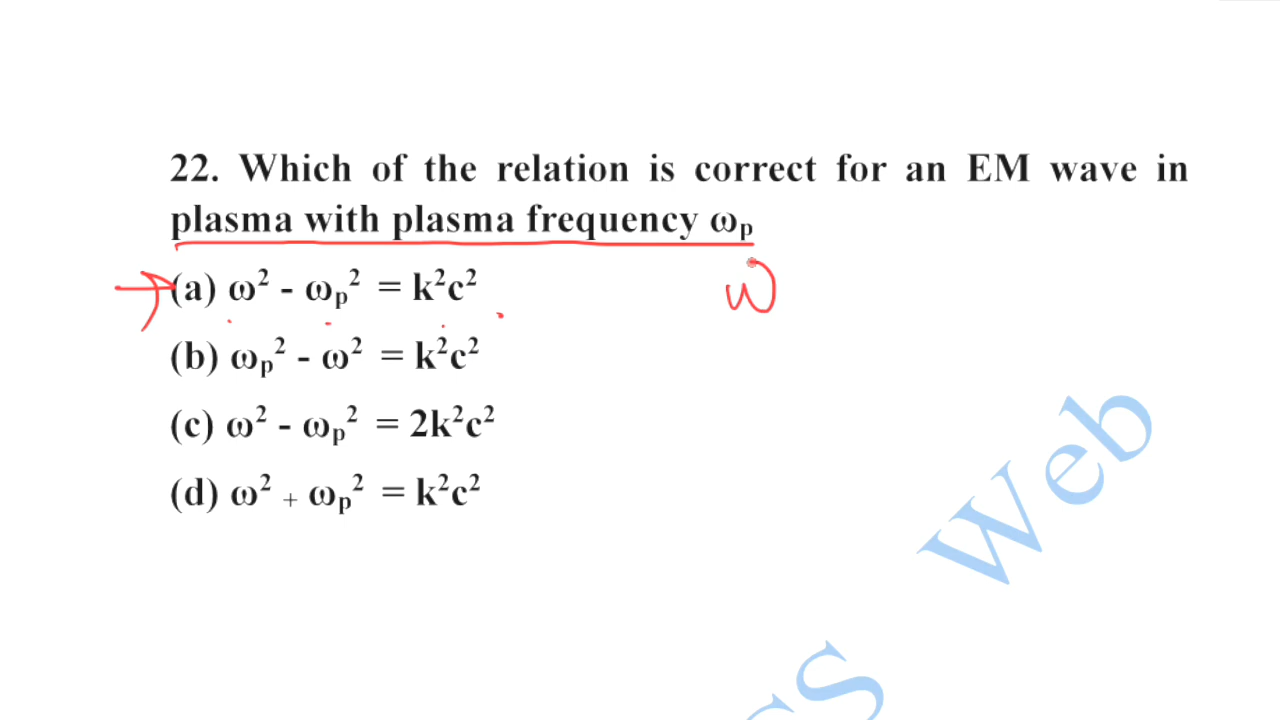 22. Which of the relation is correct for an EM wave in
plasma with plasma frequency ωₚ
(a) ω² - ωₚ² = k²c²
ω
(b) ωₚ² - ω² = k²c²
(c) ω² - ωₚ² = 2k²c²
(d) ω² + ωₚ² = k²c²
Web